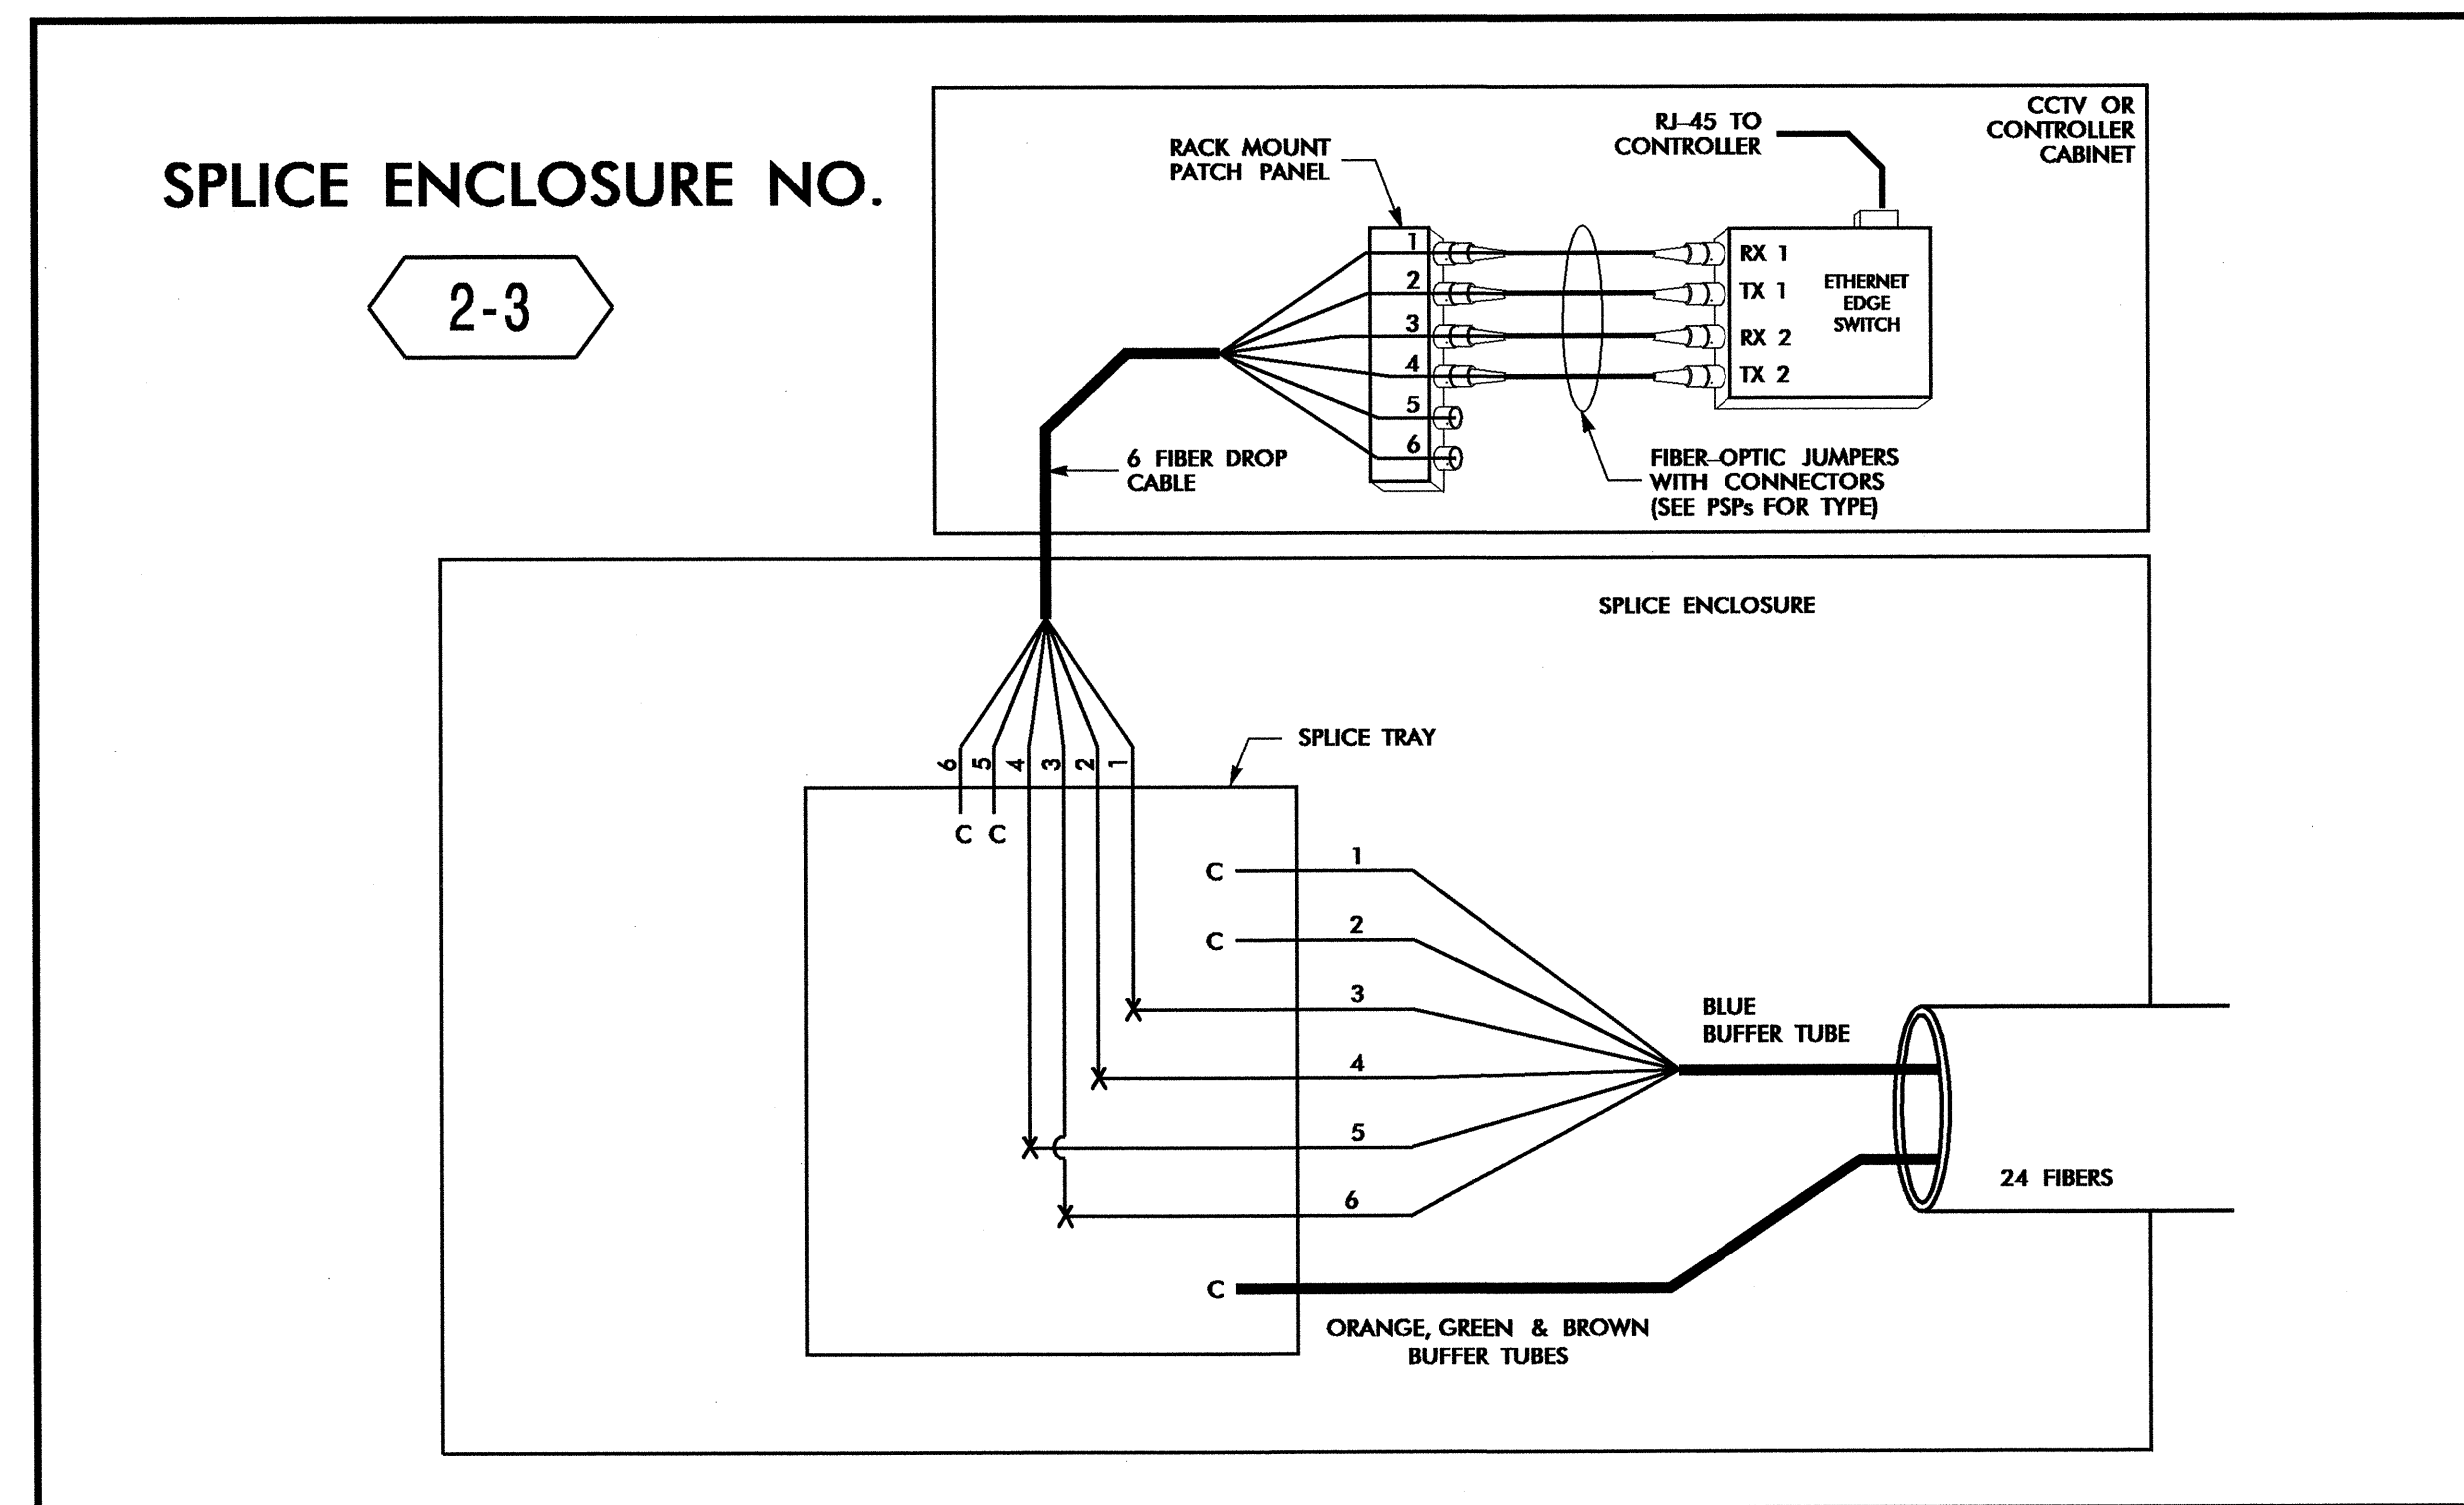 SPLICE ENCLOSURE NO.
2-3
CCTV OR
CONTROLLER
CABINET
RJ-45 TO
CONTROLLER
RACK MOUNT
PATCH PANEL
1
2
3
4
5
6
RX 1
TX 1
RX 2
TX 2
ETHERNET
EDGE
SWITCH
6 FIBER DROP
CABLE
FIBER-OPTIC JUMPERS
WITH CONNECTORS
(SEE PSPs FOR TYPE)
SPLICE ENCLOSURE
SPLICE TRAY
6 5 4 3 2 1
C C
C 1
C 2
3
4
5
6
BLUE
BUFFER TUBE
24 FIBERS
C
ORANGE, GREEN & BROWN
BUFFER TUBES